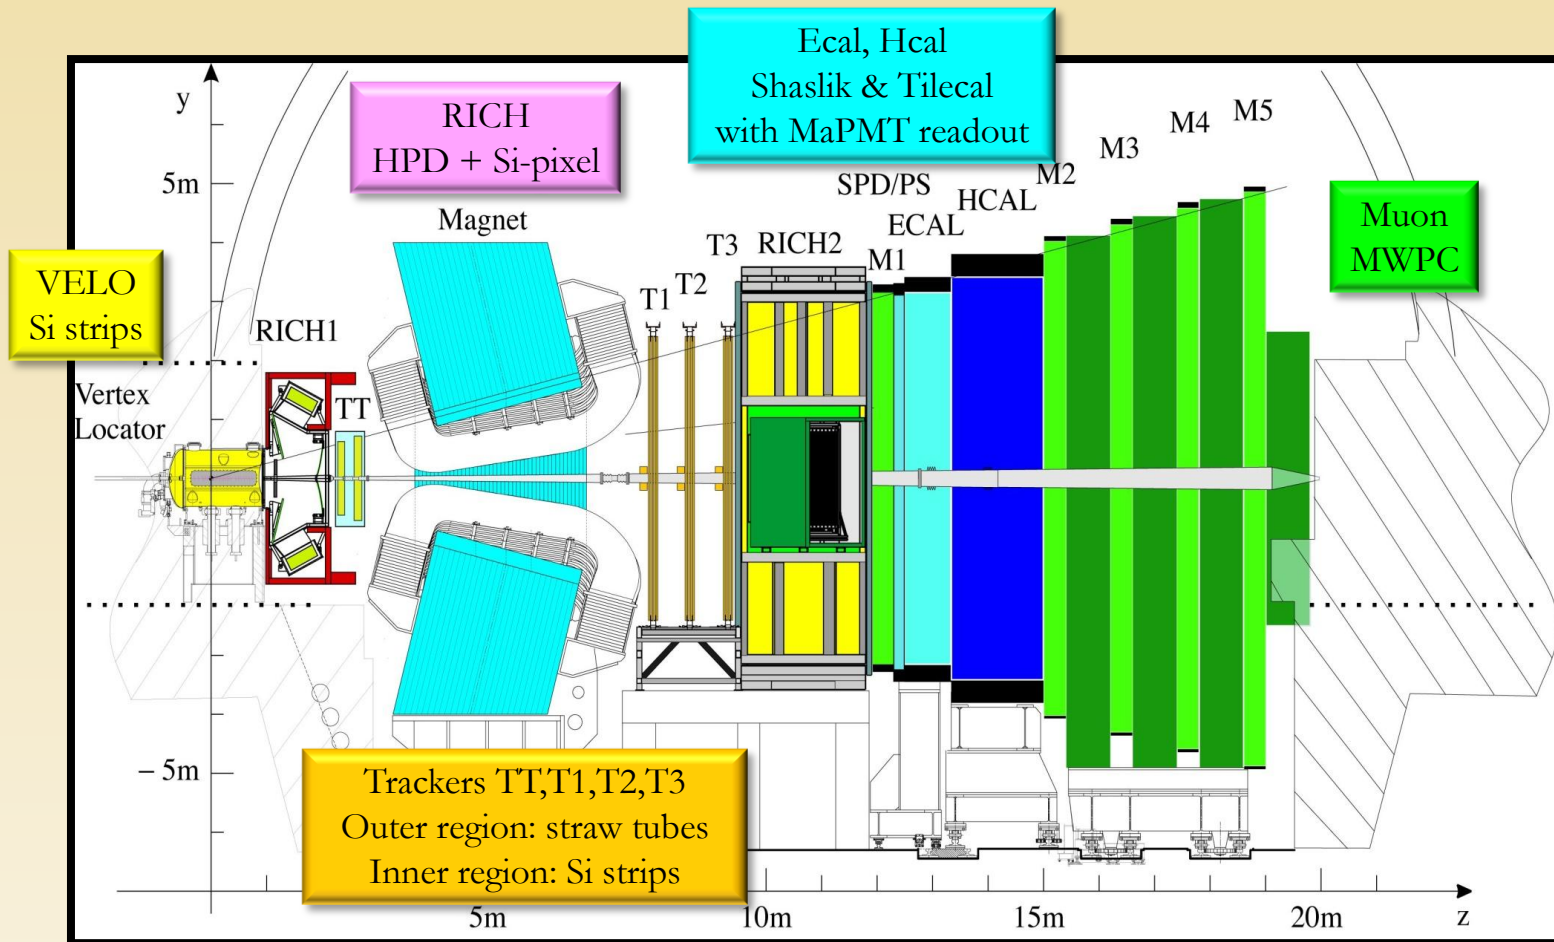 Ecal, Hcal
Shaslik & Tilecal
with MaPMT readout
RICH
HPD + Si-pixel
VELO
Si strips
Muon
MWPC
y
5m
Magnet
SPD/PS
HCAL
ECAL
M1
M2
M3
M4
M5
T1
T2
T3
RICH2
RICH1
TT
Vertex
Locator
− 5m
Trackers TT,T1,T2,T3
Outer region: straw tubes
Inner region: Si strips
5m
10m
15m
20m
z